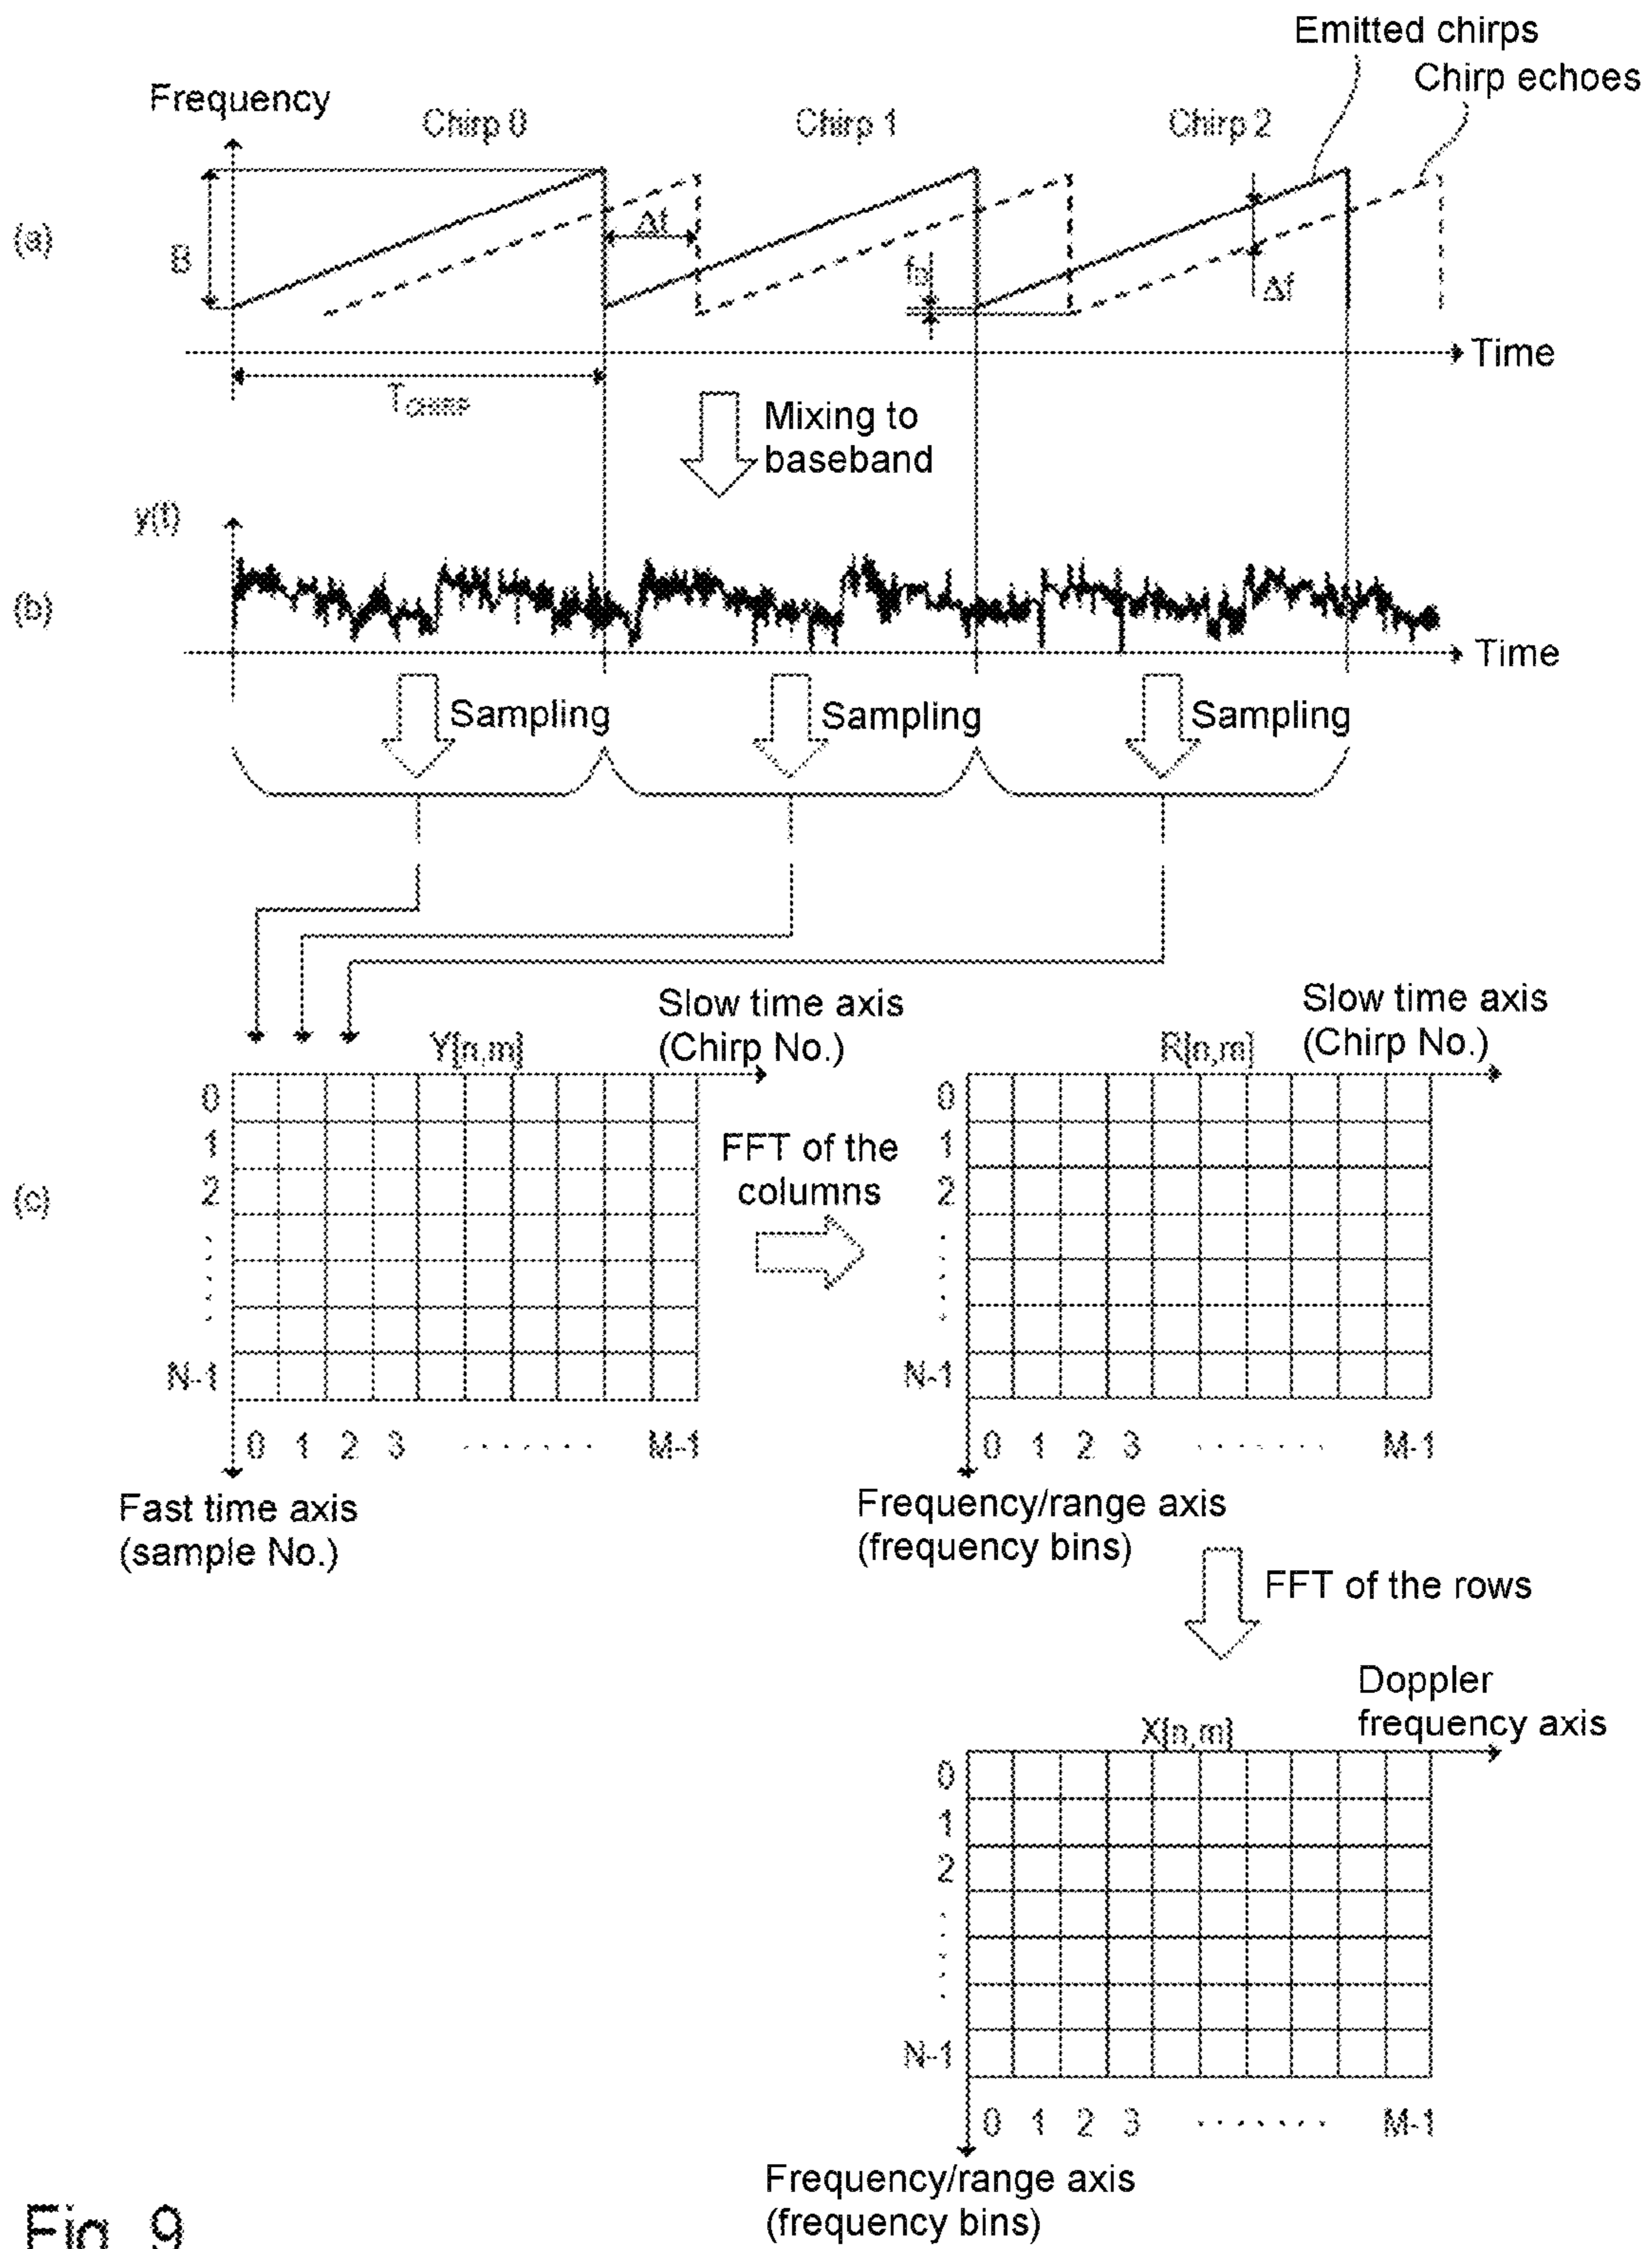 Emitted chirps
Chirp echoes
Frequency
Chirp 0
Chirp 1
Chirp 2
(a)
B
Δt
f_D
Δf
Time
T_CHIRP
Mixing to
baseband
y(t)
(b)
Time
Sampling
Sampling
Sampling
Slow time axis
(Chirp No.)
Y[n,m]
Slow time axis
(Chirp No.)
R[n,m]
(c)
0
1
2
N-1
0 1 2 3 ······· M-1
FFT of the
columns
0
1
2
N-1
0 1 2 3 ······· M-1
Fast time axis
(sample No.)
Frequency/range axis
(frequency bins)
FFT of the rows
Doppler
frequency axis
X[n,m]
0
1
2
N-1
0 1 2 3 ······· M-1
Frequency/range axis
(frequency bins)
Fig. 9